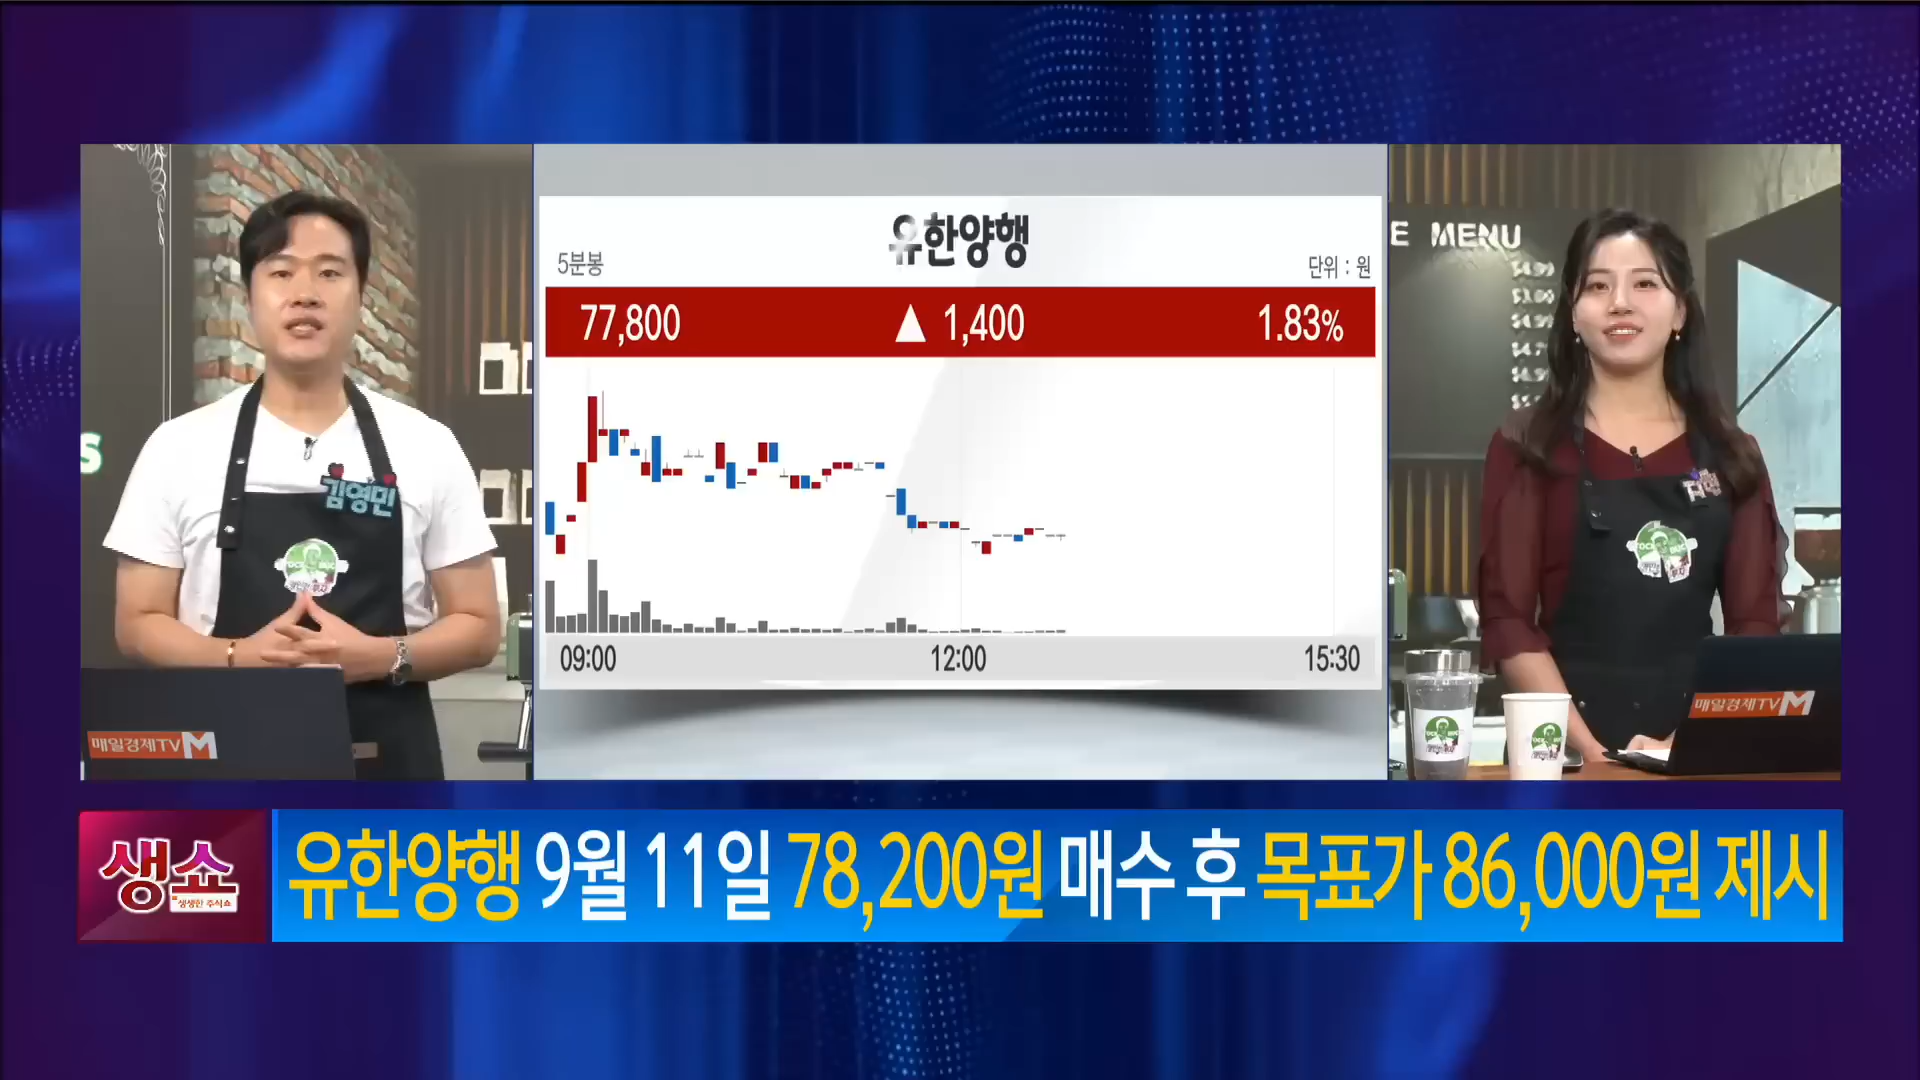 유한양행
5분봉
단위 : 원
77,800 ▲ 1,400 1.83%
09:00 12:00 15:30
E MENU
S
김영민
매일경제TV M
매일경제TV M
생쇼
생생한 주식쇼
유한양행 9월 11일 78,200원 매수 후 목표가 86,000원 제시